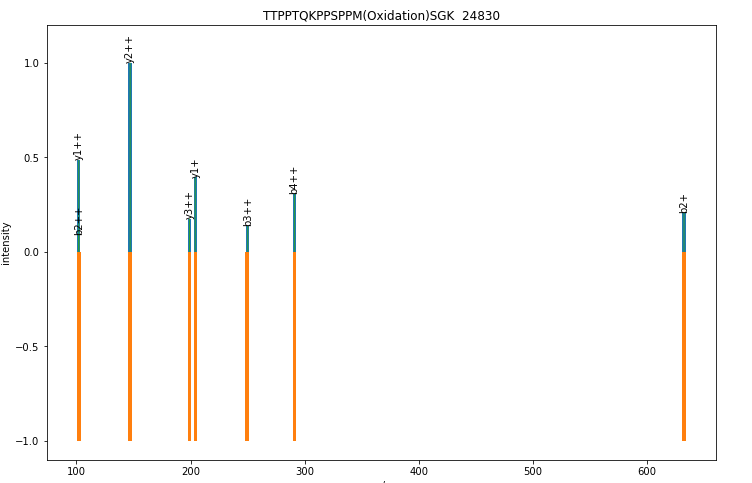 TTPPTQKPPSPPM(Oxidation)SGK 24830
intensity
1.0
0.5
0.0
−0.5
−1.0
y1++
b2++
y2++
y3++
y1+
b3++
b4++
b2+
100
200
300
400
500
600